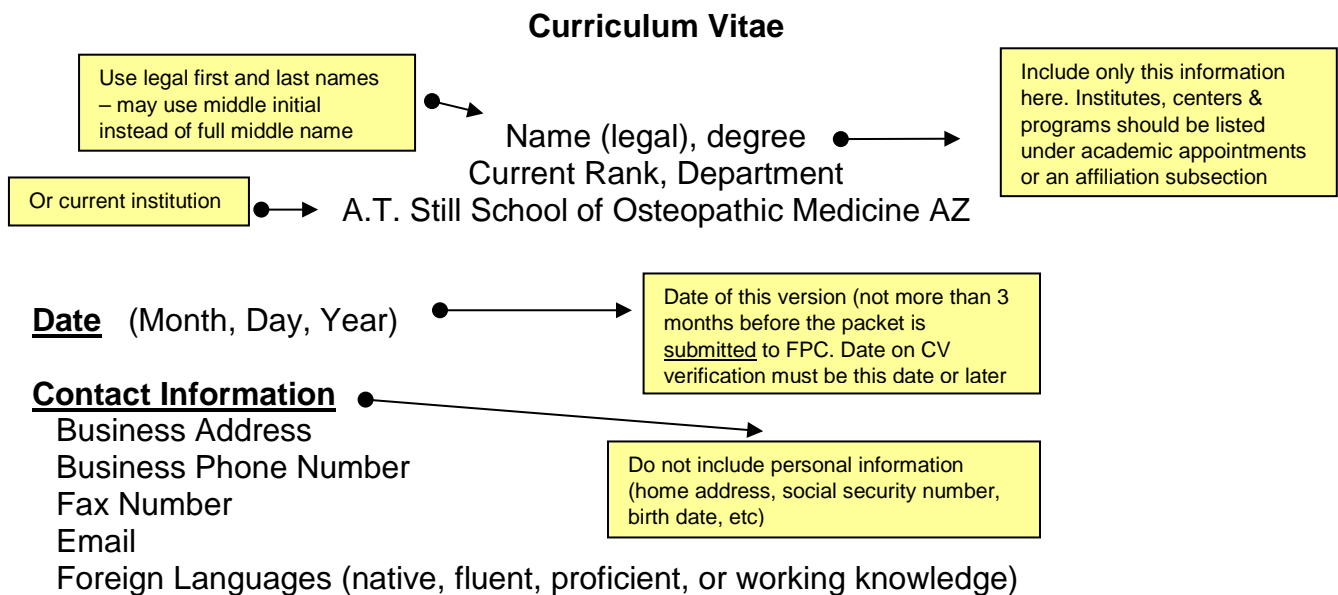 Curriculum Vitae
Use legal first and last names
– may use middle initial
instead of full middle name
Include only this information
here. Institutes, centers &
programs should be listed
under academic appointments
or an affiliation subsection
Name (legal), degree
Current Rank, Department
Or current institution
A.T. Still School of Osteopathic Medicine AZ
Date (Month, Day, Year)
Date of this version (not more than 3
months before the packet is
submitted to FPC. Date on CV
verification must be this date or later
Contact Information
Business Address
Business Phone Number
Fax Number
Email
Do not include personal information
(home address, social security number,
birth date, etc)
Foreign Languages (native, fluent, proficient, or working knowledge)